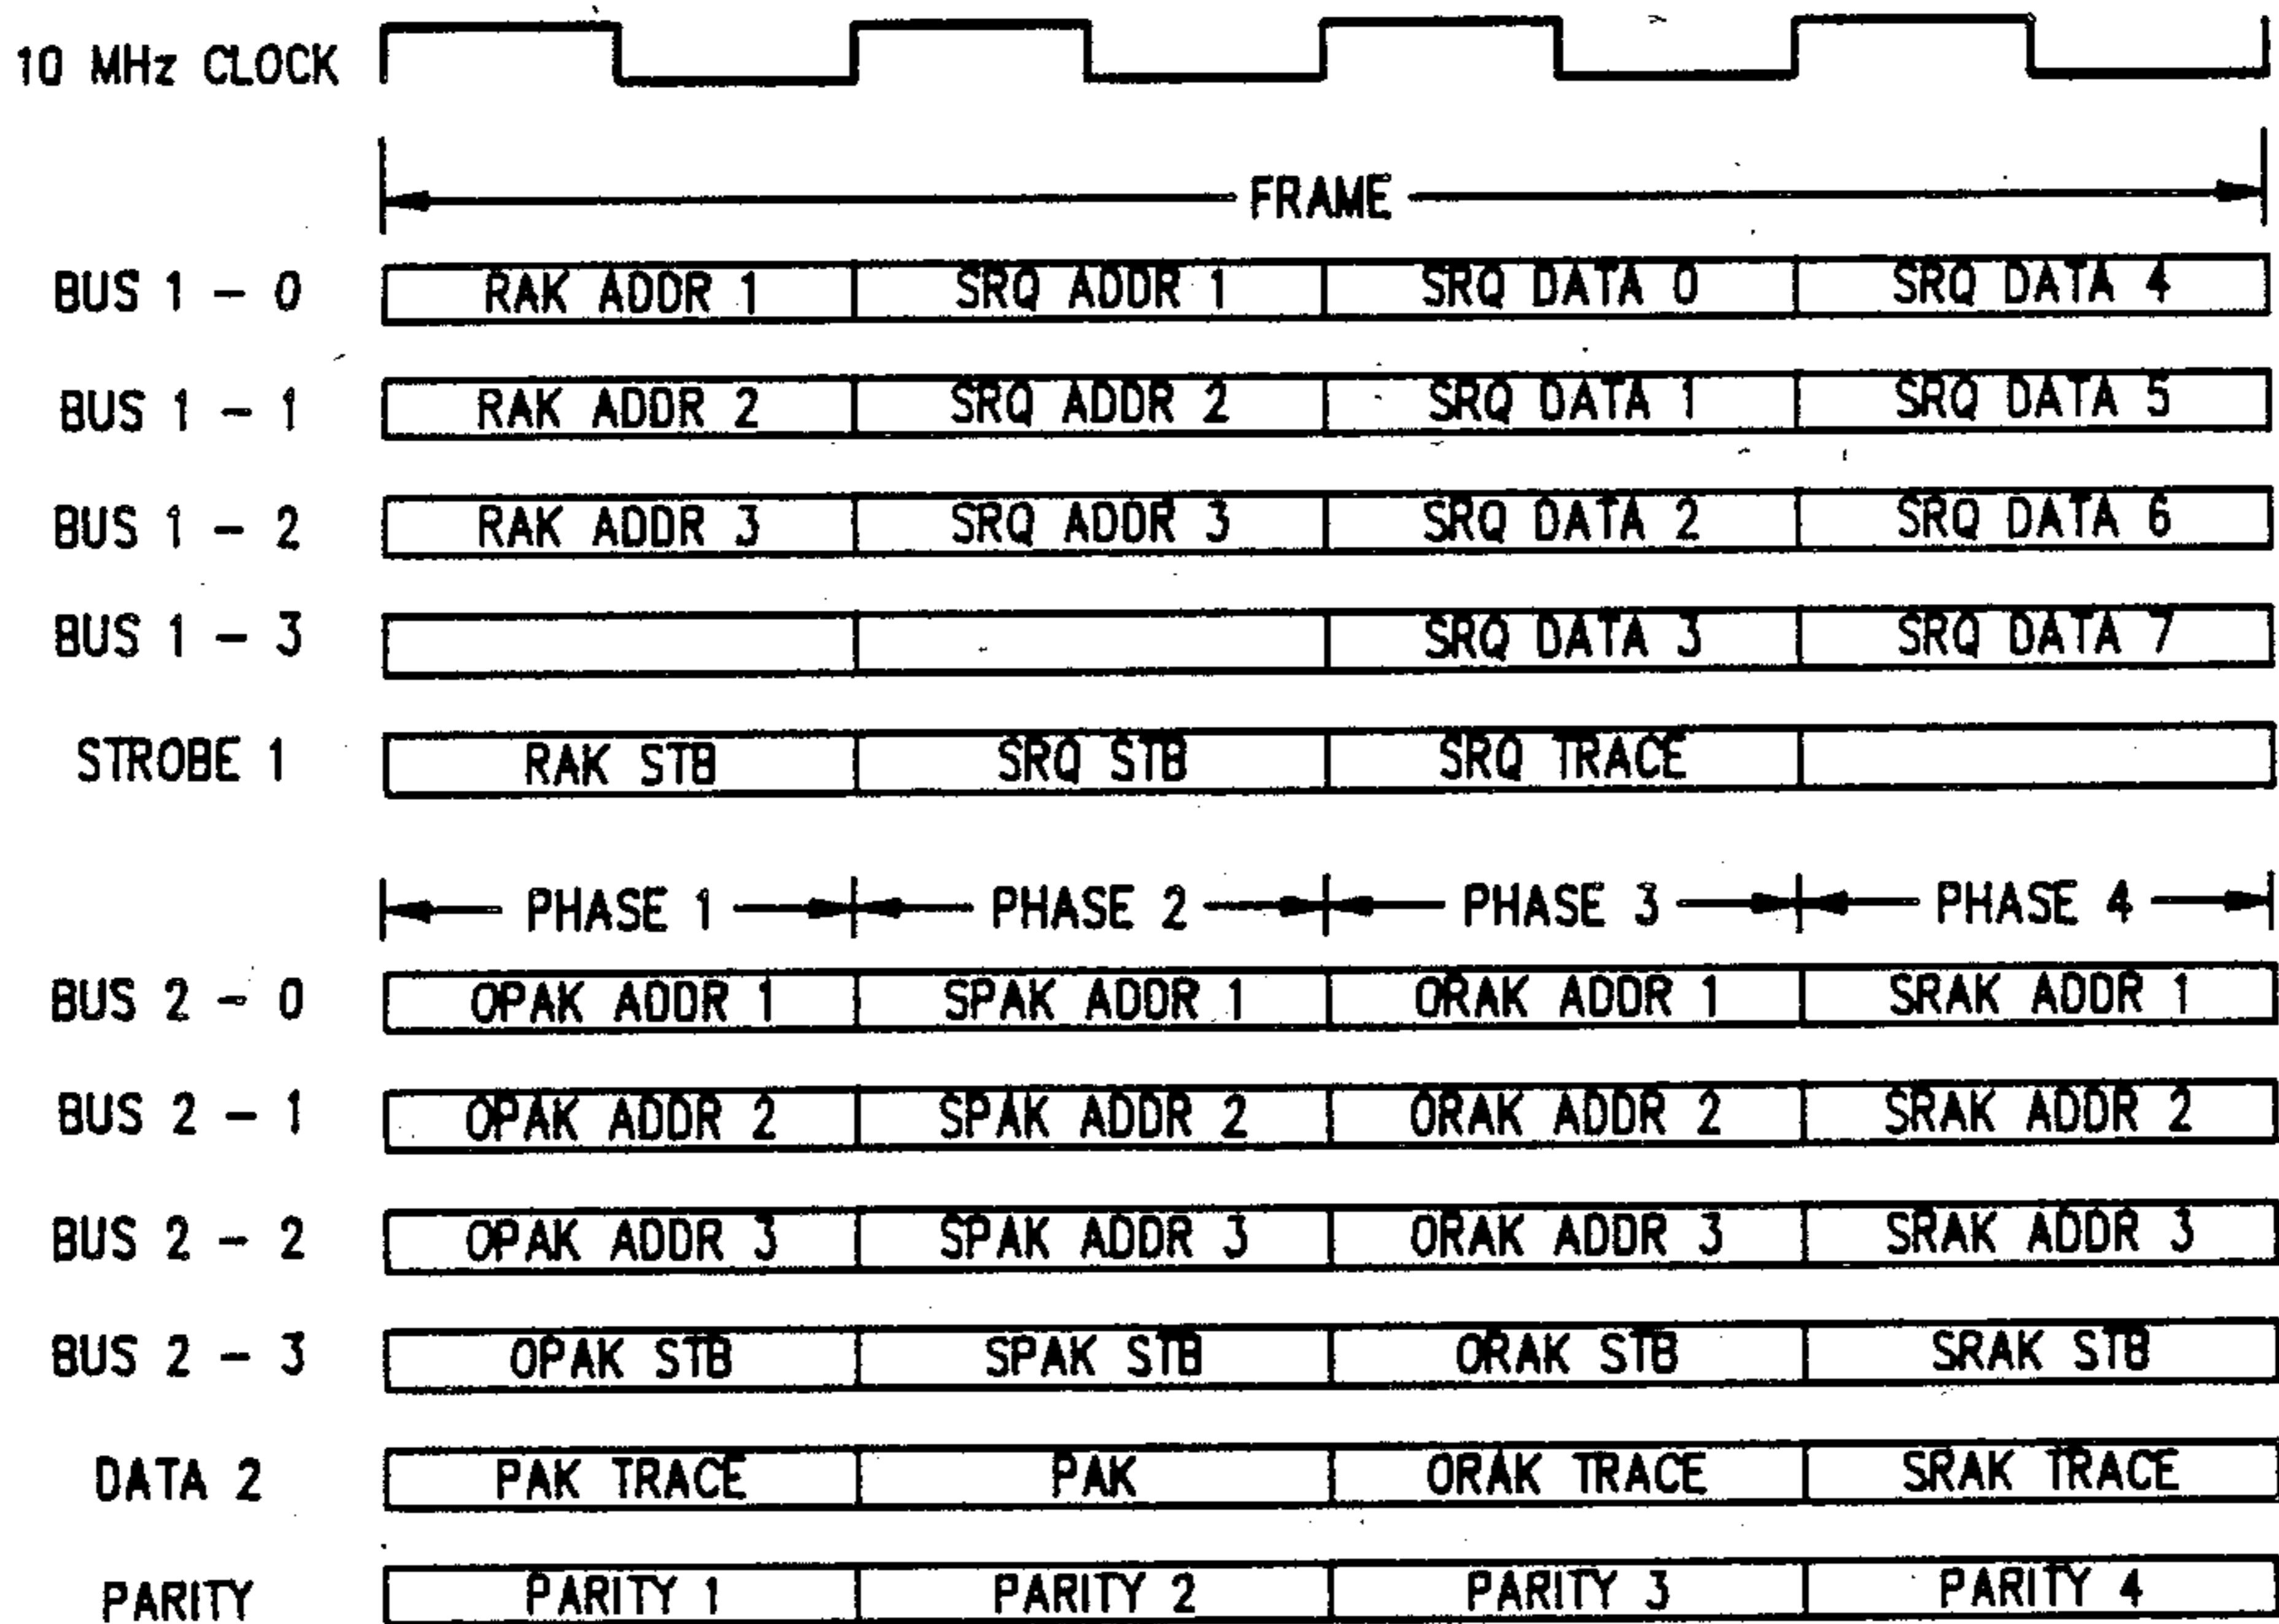 10 MHz CLOCK
FRAME
BUS 1 - 0 RAK ADDR 1 SRQ ADDR 1 SRQ DATA 0 SRQ DATA 4
BUS 1 - 1 RAK ADDR 2 SRQ ADDR 2 SRQ DATA 1 SRQ DATA 5
BUS 1 - 2 RAK ADDR 3 SRQ ADDR 3 SRQ DATA 2 SRQ DATA 6
BUS 1 - 3 SRQ DATA 3 SRQ DATA 7
STROBE 1 RAK STB SRQ STB SRQ TRACE
PHASE 1 PHASE 2 PHASE 3 PHASE 4
BUS 2 - 0 OPAK ADDR 1 SPAK ADDR 1 ORAK ADDR 1 SRAK ADDR 1
BUS 2 - 1 OPAK ADDR 2 SPAK ADDR 2 ORAK ADDR 2 SRAK ADDR 2
BUS 2 - 2 OPAK ADDR 3 SPAK ADDR 3 ORAK ADDR 3 SRAK ADDR 3
BUS 2 - 3 OPAK STB SPAK STB ORAK STB SRAK STB
DATA 2 PAK TRACE PAK ORAK TRACE SRAK TRACE
PARITY PARITY 1 PARITY 2 PARITY 3 PARITY 4